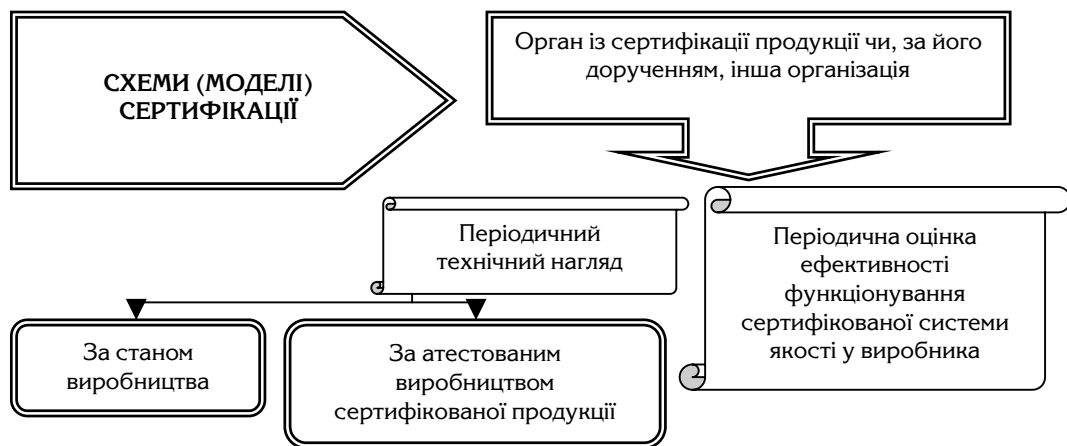 СХЕМИ (МОДЕЛІ)
СЕРТИФІКАЦІЇ
Орган із сертифікації продукції чи, за його
дорученням, інша організація
Періодичний
технічний нагляд
Періодична оцінка
ефективності
функціонування
сертифікованої системи
якості у виробника
За станом
виробництва
За атестованим
виробництвом
сертифікованої продукції